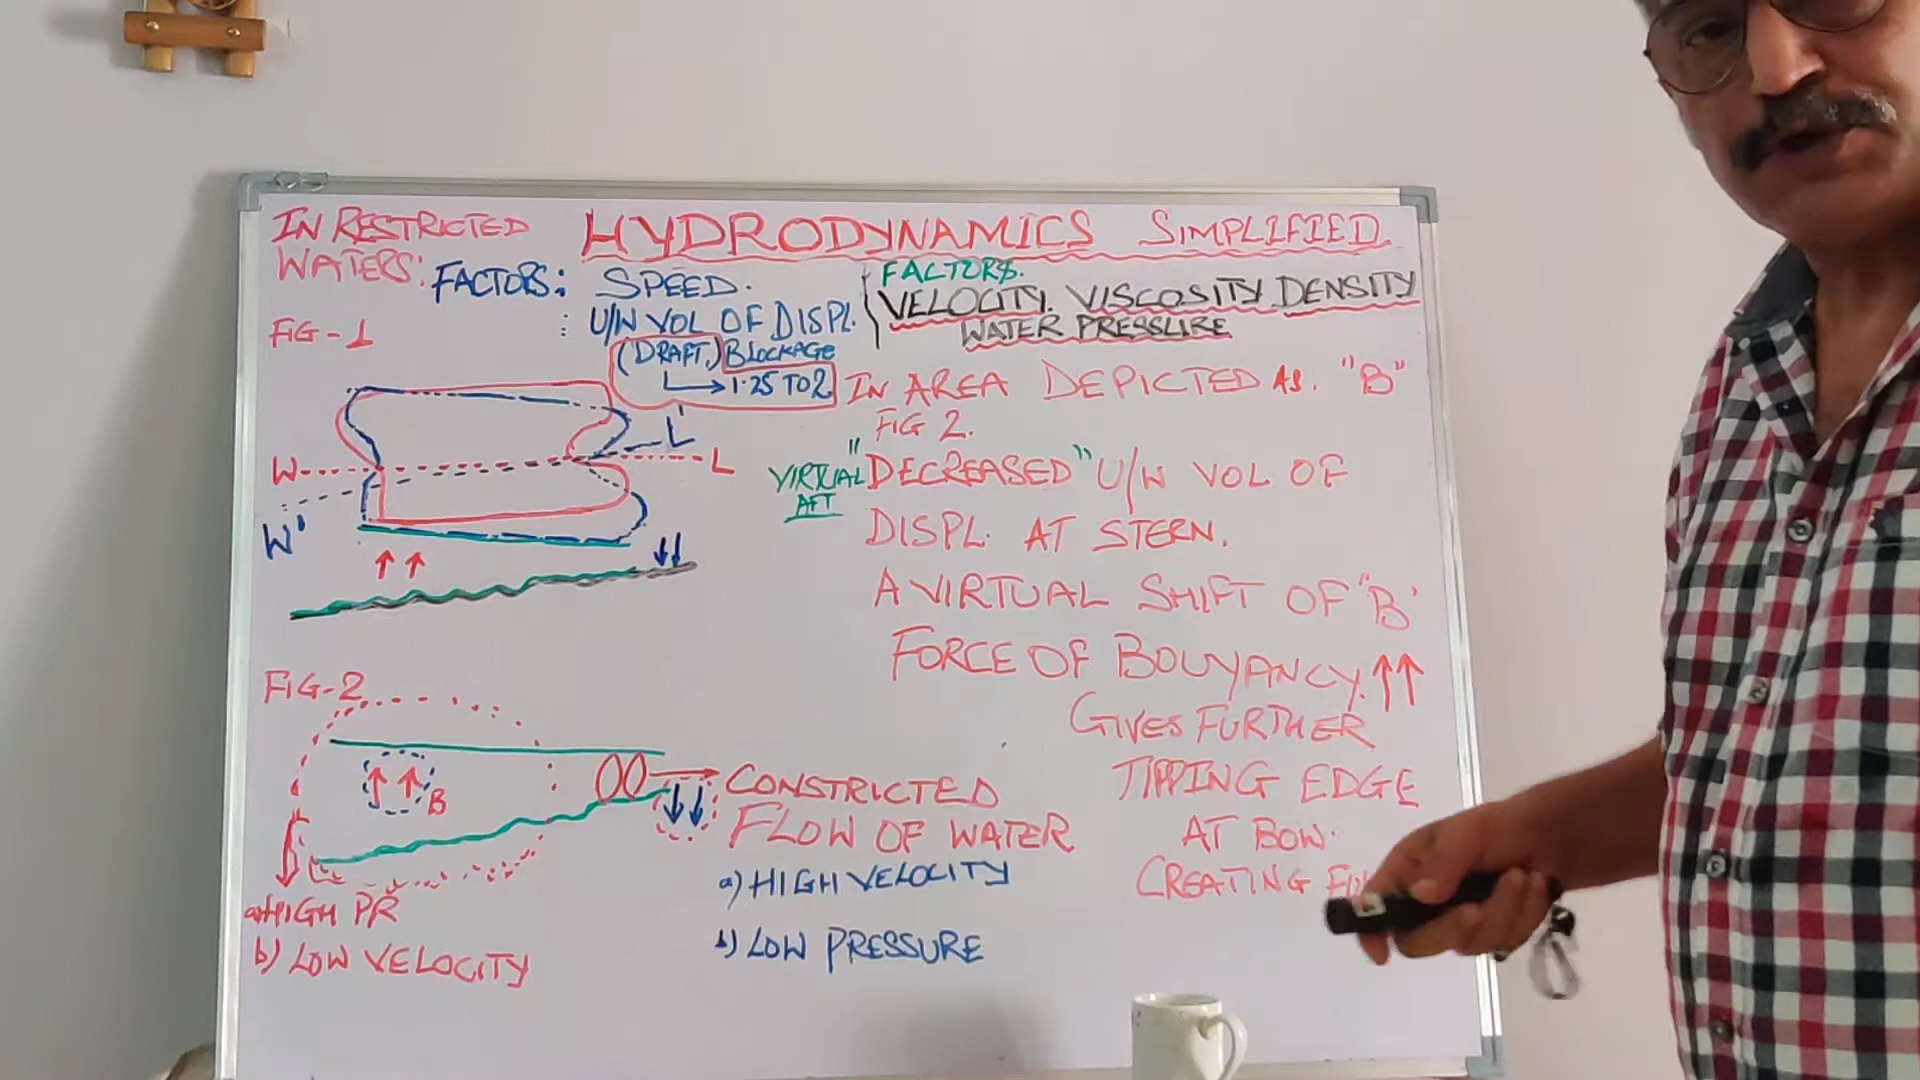 IN RESTRICTED
WATERS:
HYDRODYNAMICS SIMPLIFIED
FACTORS: SPEED.
: U/W VOL OF DISPL.
(DRAFT.) BLOCKAGE
1.25 TO 2
FACTORS.
VELOCITY. VISCOSITY DENSITY
WATER PRESSURE
FIG-1
W
L
L'
W'
IN AREA DEPICTED AS. "B"
FIG 2.
VIRTUAL "DECREASED" U/W VOL OF
AFT
DISPL. AT STERN.
A VIRTUAL SHIFT OF "B'
FORCE OF BOUYANCY.
GIVES FURTHER
TIPPING EDGE
AT BOW.
CREATING
FIG-2
B
a) HIGH PR
b) LOW VELOCITY
CONSTRICTED
FLOW OF WATER
a) HIGH VELOCITY
b) LOW PRESSURE